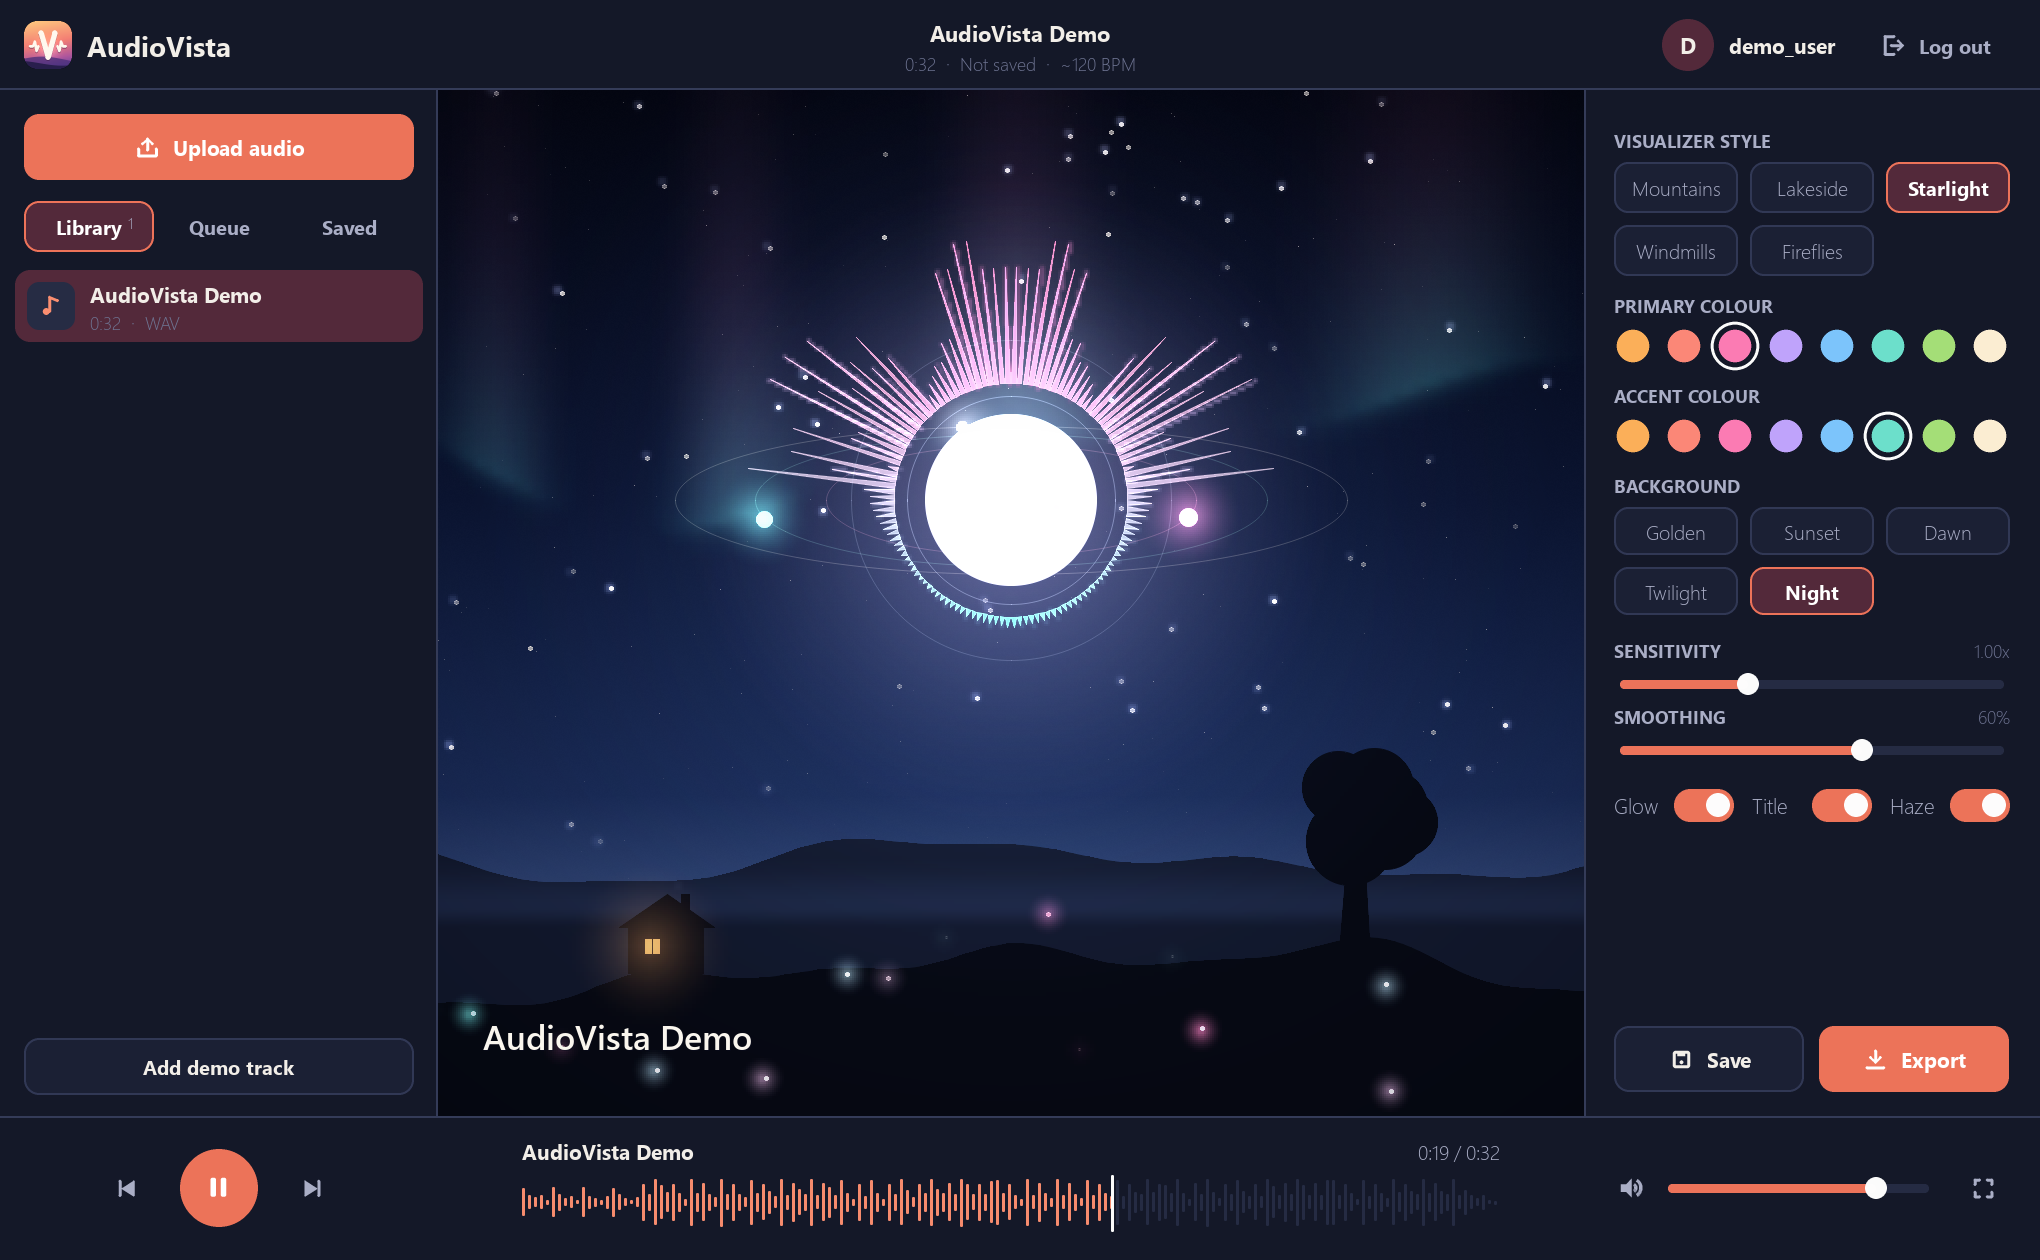 AudioVista
AudioVista Demo
0:32 · Not saved · ~120 BPM
D demo_user Log out
Upload audio
Library 1 Queue Saved
AudioVista Demo
0:32 · WAV
Add demo track
AudioVista Demo
VISUALIZER STYLE
Mountains Lakeside Starlight
Windmills Fireflies
PRIMARY COLOUR
ACCENT COLOUR
BACKGROUND
Golden Sunset Dawn
Twilight Night
SENSITIVITY 1.00x
SMOOTHING 60%
Glow Title Haze
Save Export
AudioVista Demo 0:19 / 0:32